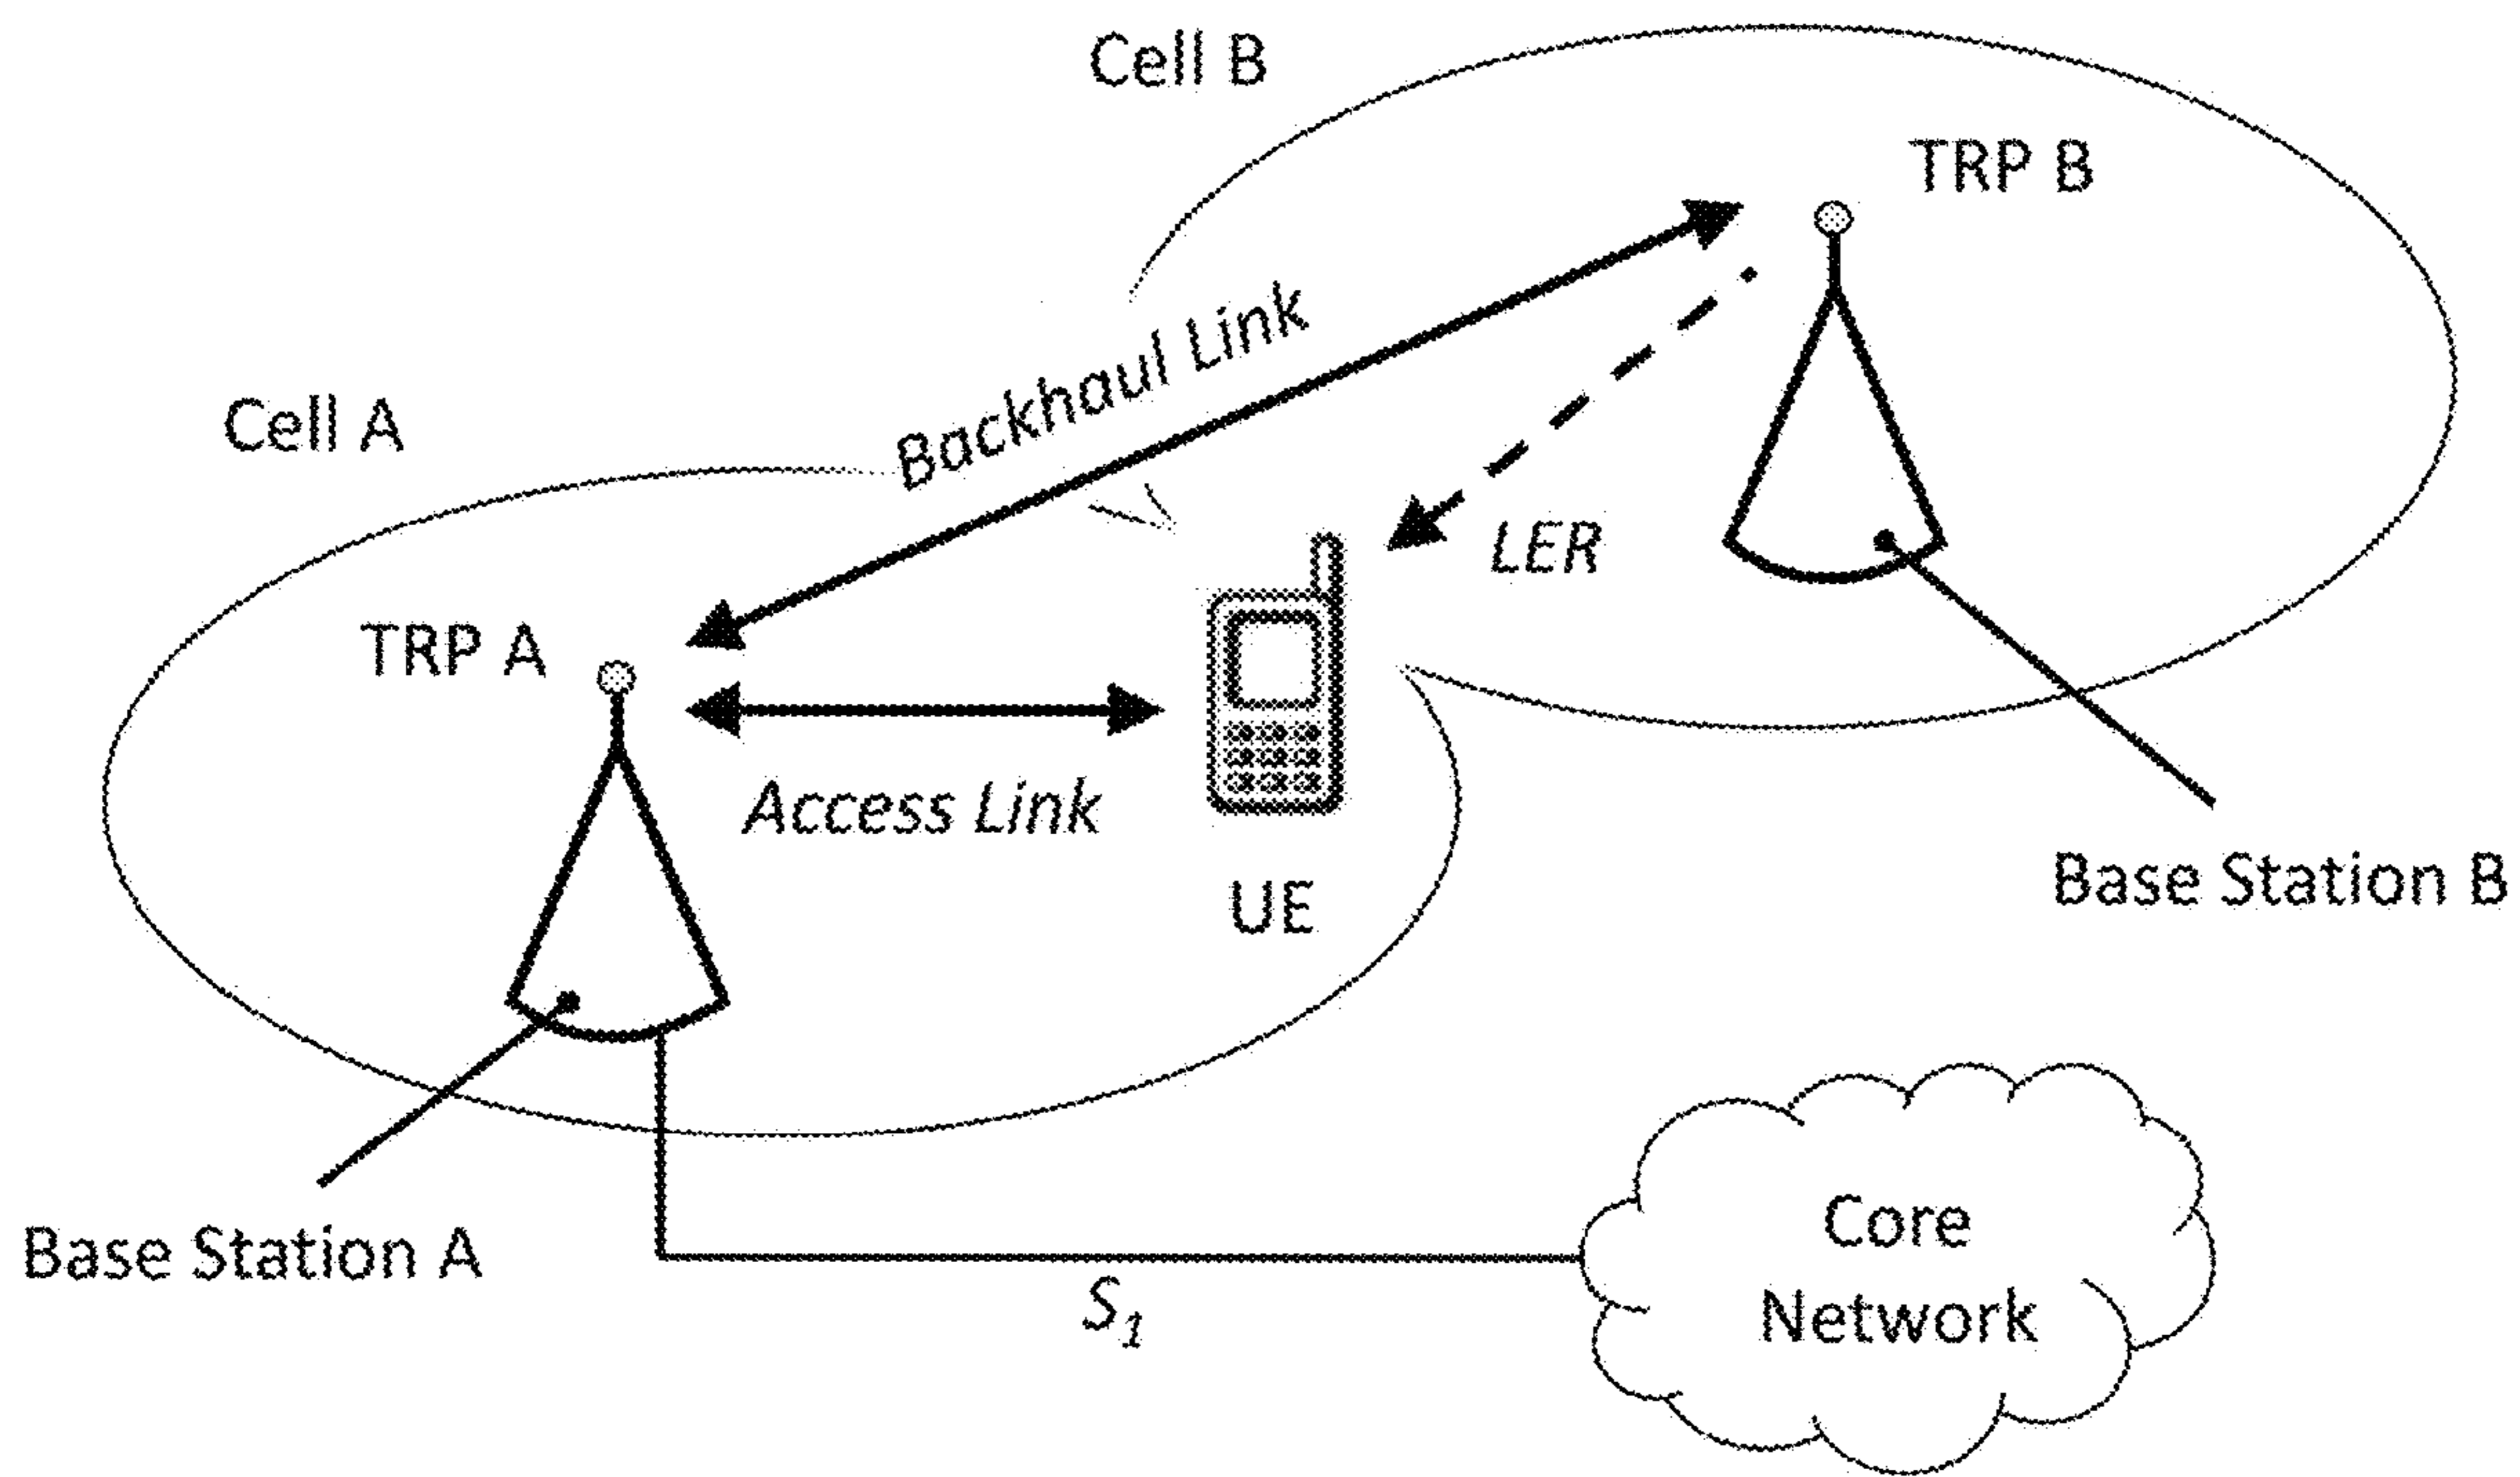 Cell B
TRP B
Backhaul Link
Cell A
LER
TRP A
Access Link
UE
Base Station B
Base Station A
S1
Core
Network